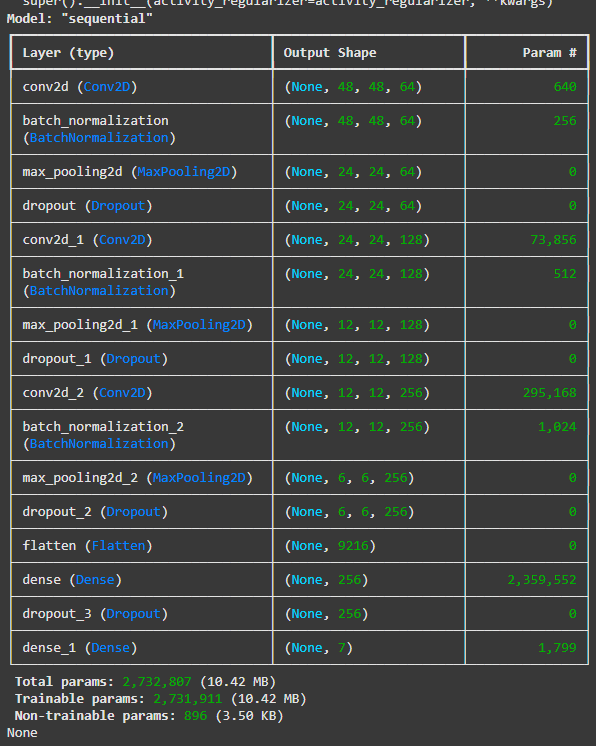 super().__init__(activity_regularizer=activity_regularizer, **kwargs)
Model: "sequential"
Layer (type) Output Shape Param #
conv2d (Conv2D) (None, 48, 48, 64) 640
batch_normalization (None, 48, 48, 64) 256
(BatchNormalization)
max_pooling2d (MaxPooling2D) (None, 24, 24, 64) 0
dropout (Dropout) (None, 24, 24, 64) 0
conv2d_1 (Conv2D) (None, 24, 24, 128) 73,856
batch_normalization_1 (None, 24, 24, 128) 512
(BatchNormalization)
max_pooling2d_1 (MaxPooling2D) (None, 12, 12, 128) 0
dropout_1 (Dropout) (None, 12, 12, 128) 0
conv2d_2 (Conv2D) (None, 12, 12, 256) 295,168
batch_normalization_2 (None, 12, 12, 256) 1,024
(BatchNormalization)
max_pooling2d_2 (MaxPooling2D) (None, 6, 6, 256) 0
dropout_2 (Dropout) (None, 6, 6, 256) 0
flatten (Flatten) (None, 9216) 0
dense (Dense) (None, 256) 2,359,552
dropout_3 (Dropout) (None, 256) 0
dense_1 (Dense) (None, 7) 1,799
Total params: 2,732,807 (10.42 MB)
Trainable params: 2,731,911 (10.42 MB)
Non-trainable params: 896 (3.50 KB)
None